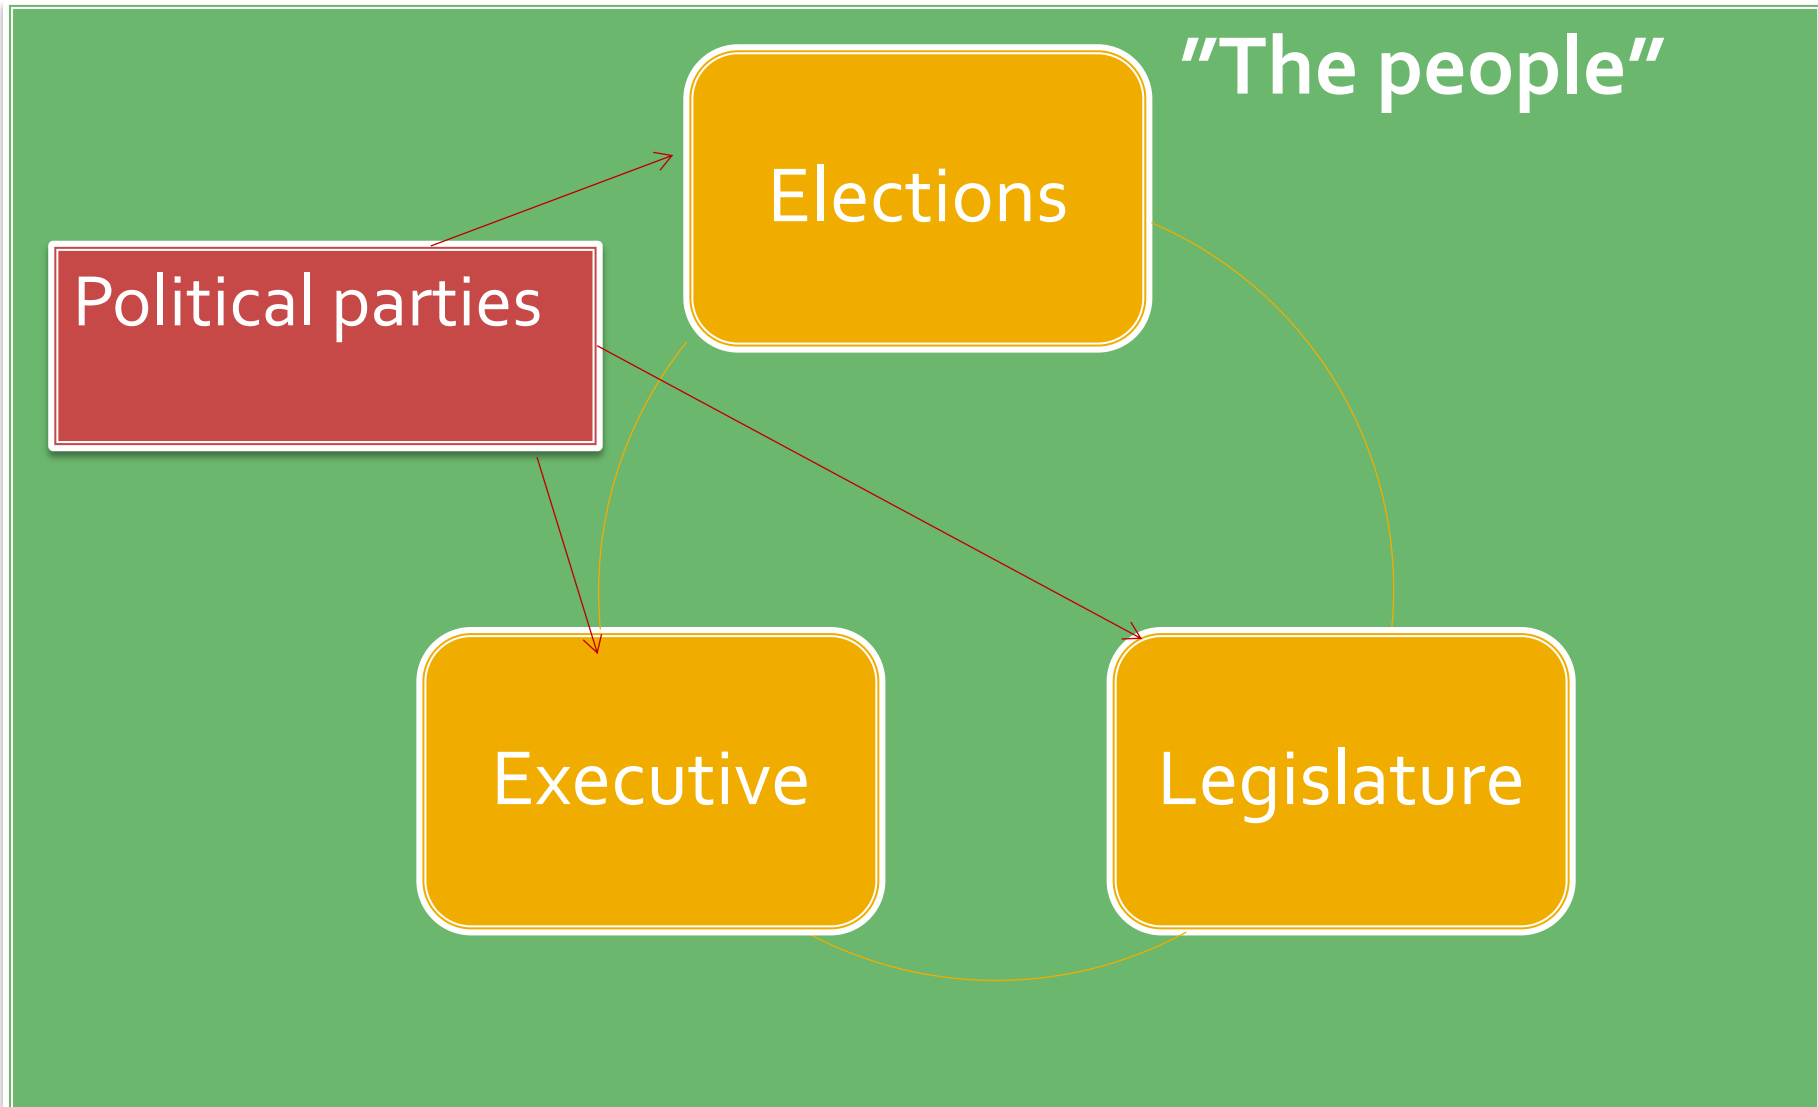 "The people"
Elections
Political parties
Executive
Legislature